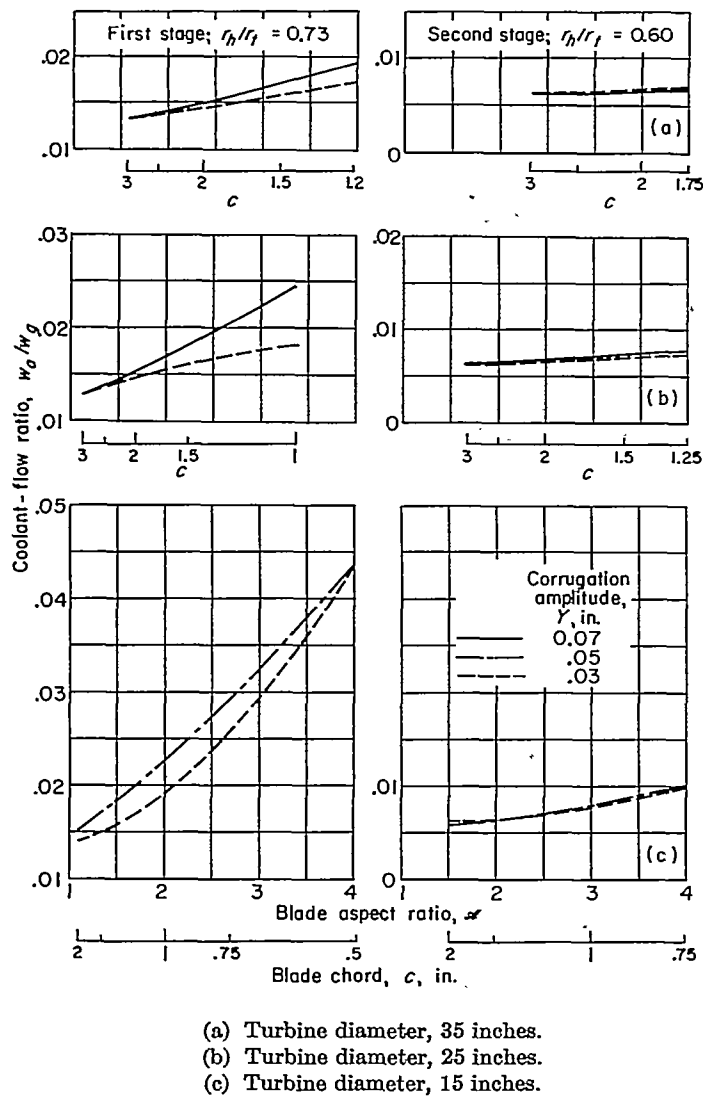 First stage; r_h/r_t = 0.73
Second stage; r_h/r_t = 0.60
.02
.01
3 2 1.5 1.2
c
.01
0
(a)
3 2 1.75
c
.03
.02
.01
3 2 1.5 1
c
.02
.01
0
(b)
3 2 1.5 1.25
c
Coolant-flow ratio, w_a/w_g
.05
.04
.03
.02
.01
1 2 3 4
Corrugation
amplitude,
Y, in.
0.07
.05
.03
.01
0
(c)
1 2 3 4
Blade aspect ratio, 𝒜
2 1 .75 .5
2 1 .75
Blade chord, c, in.
(a) Turbine diameter, 35 inches.
(b) Turbine diameter, 25 inches.
(c) Turbine diameter, 15 inches.